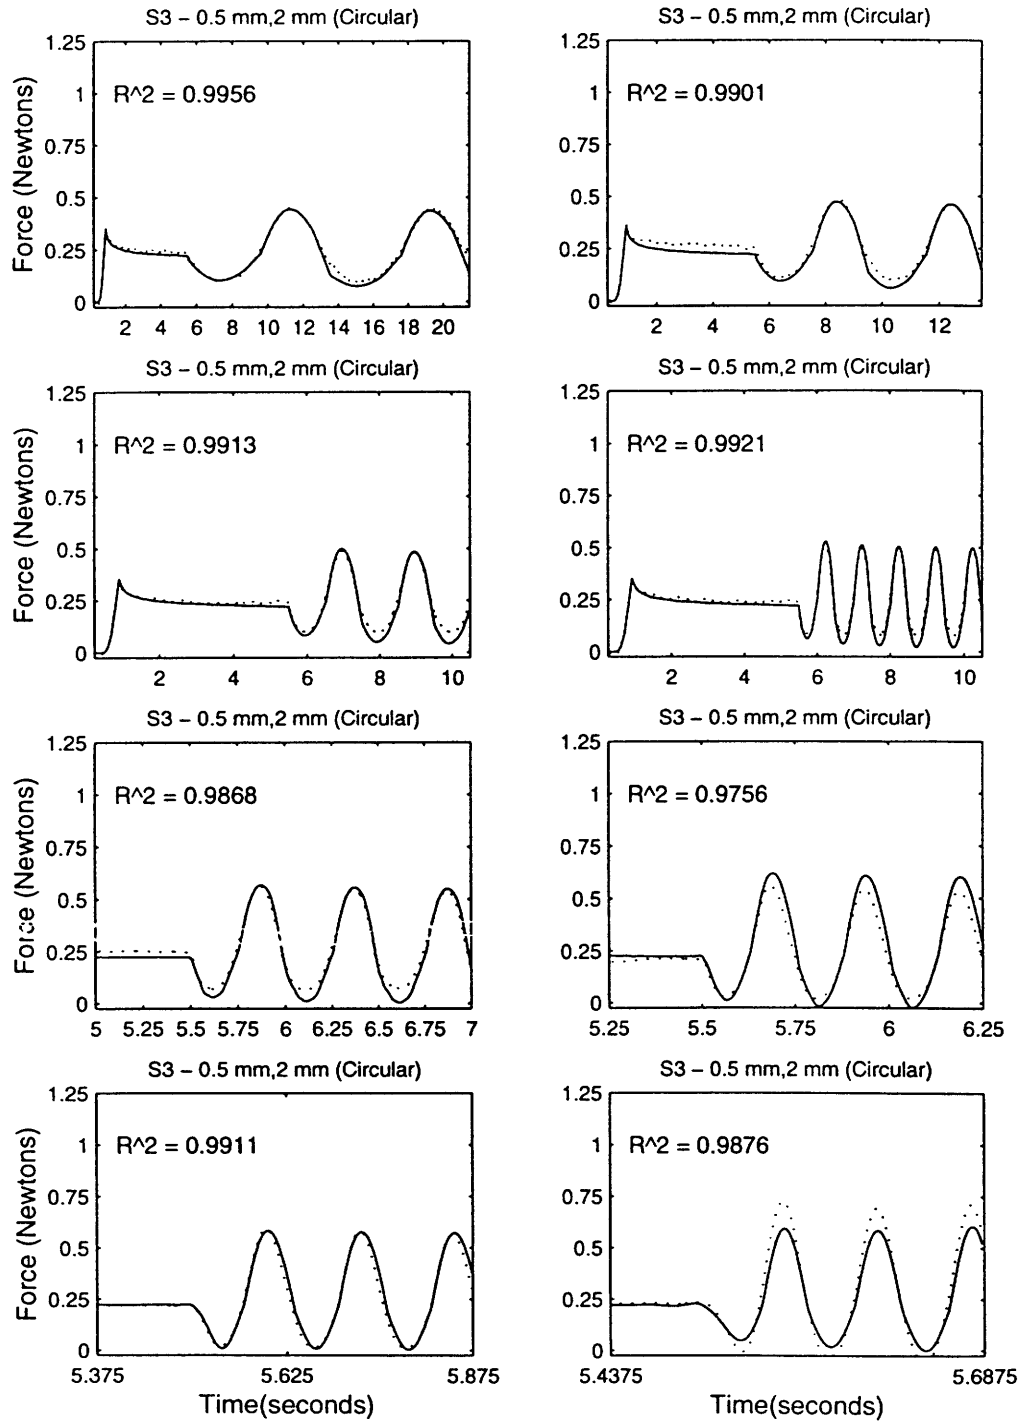 S3 – 0.5 mm,2 mm (Circular)
1.25
1
0.75
0.5
0.25
0
R^2 = 0.9956
Force (Newtons)
2 4 6 8 10 12 14 16 18 20
S3 – 0.5 mm,2 mm (Circular)
1.25
1
0.75
0.5
0.25
0
R^2 = 0.9901
2 4 6 8 10 12
S3 – 0.5 mm,2 mm (Circular)
1.25
1
0.75
0.5
0.25
0
R^2 = 0.9913
Force (Newtons)
2 4 6 8 10
S3 – 0.5 mm,2 mm (Circular)
1.25
1
0.75
0.5
0.25
0
R^2 = 0.9921
2 4 6 8 10
S3 – 0.5 mm,2 mm (Circular)
1.25
1
0.75
0.5
0.25
0
R^2 = 0.9868
Force (Newtons)
5 5.25 5.5 5.75 6 6.25 6.5 6.75 7
S3 – 0.5 mm,2 mm (Circular)
1.25
1
0.75
0.5
0.25
0
R^2 = 0.9756
5.25 5.5 5.75 6 6.25
S3 – 0.5 mm,2 mm (Circular)
1.25
1
0.75
0.5
0.25
0
R^2 = 0.9911
Force (Newtons)
5.375 5.625 5.875
Time(seconds)
S3 – 0.5 mm,2 mm (Circular)
1.25
1
0.75
0.5
0.25
0
R^2 = 0.9876
5.4375 5.6875
Time(seconds)